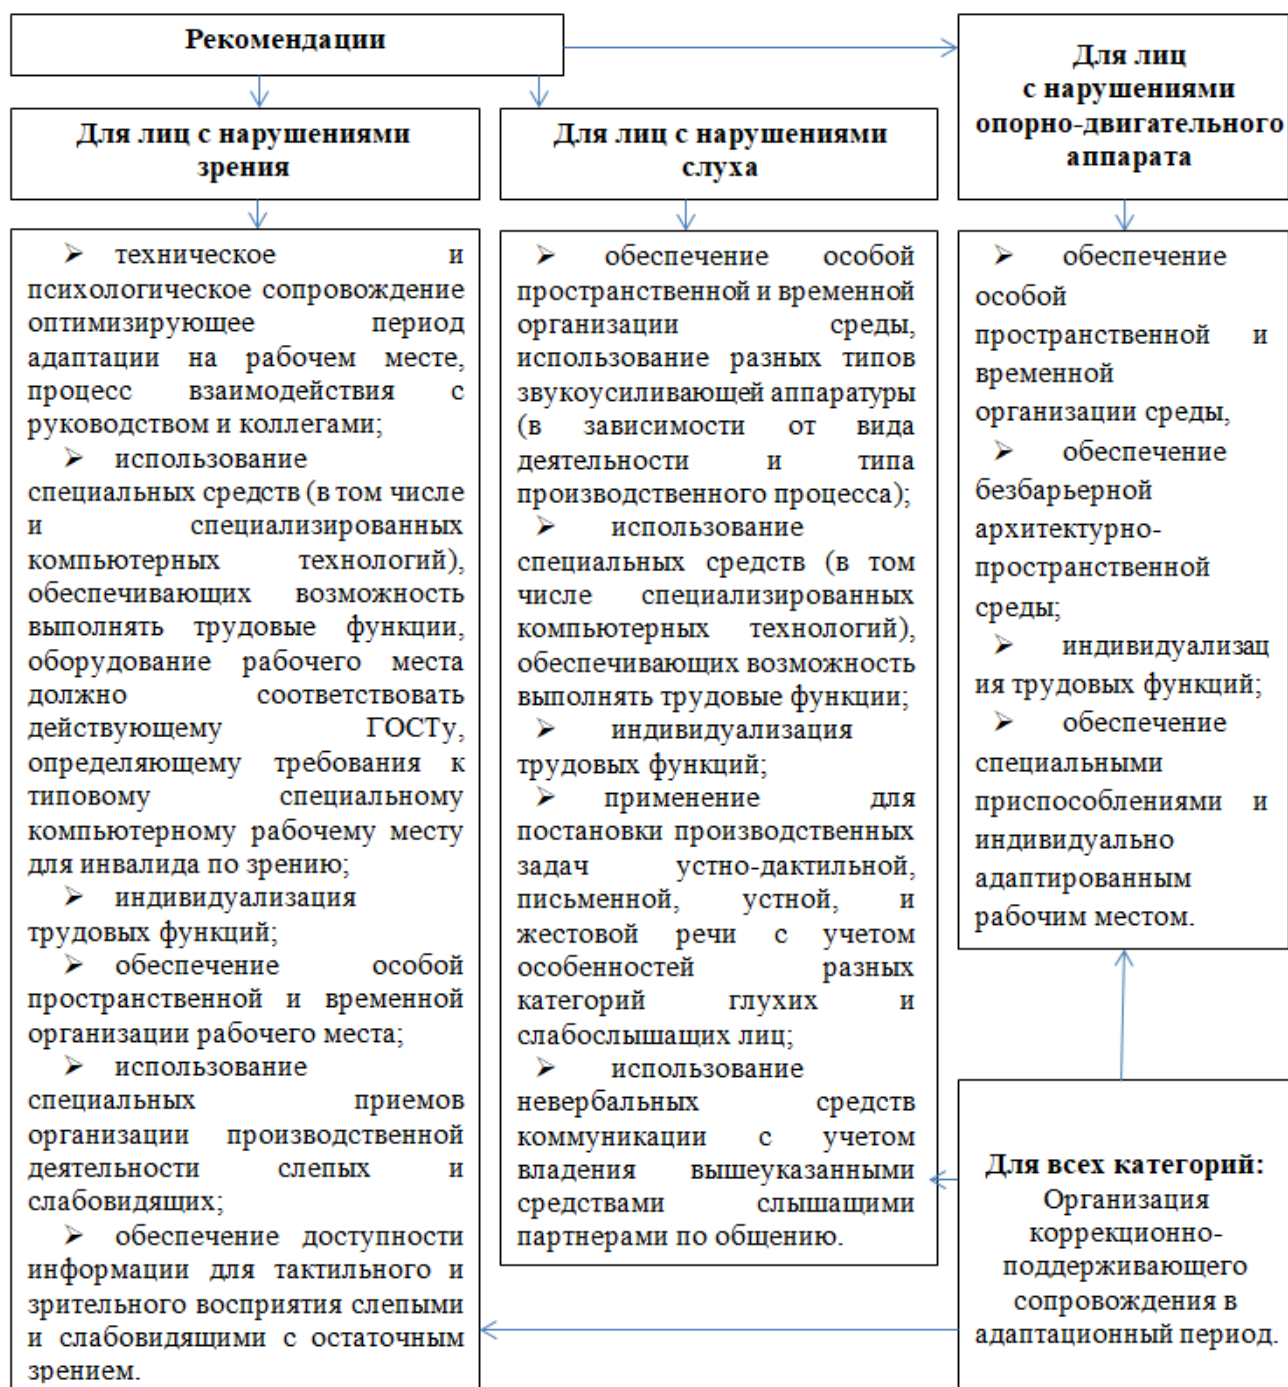 Рекомендации
Для лиц с нарушениями
зрения
➢ техническое и
психологическое сопровождение
оптимизирующее период
адаптации на рабочем месте,
процесс взаимодействия с
руководством и коллегами;
➢ использование
специальных средств (в том числе
и специализированных
компьютерных технологий),
обеспечивающих возможность
выполнять трудовые функции,
оборудование рабочего места
должно соответствовать
действующему ГОСТу,
определяющему требования к
типовому специальному
компьютерному рабочему месту
для инвалида по зрению;
➢ индивидуализация
трудовых функций;
➢ обеспечение особой
пространственной и временной
организации рабочего места;
➢ использование
специальных приемов
организации производственной
деятельности слепых и
слабовидящих;
➢ обеспечение доступности
информации для тактильного и
зрительного восприятия слепыми
и слабовидящими с остаточным
зрением.
Для лиц с нарушениями
слуха
➢ обеспечение особой
пространственной и временной
организации среды,
использование разных типов
звукоусиливающей аппаратуры
(в зависимости от вида
деятельности и типа
производственного процесса);
➢ использование
специальных средств (в том
числе специализированных
компьютерных технологий),
обеспечивающих возможность
выполнять трудовые функции;
➢ индивидуализация
трудовых функций;
➢ применение для
постановки производственных
задач устно-дактильной,
письменной, устной, и
жестовой речи с учетом
особенностей разных
категорий глухих и
слабослышащих лиц;
➢ использование
невербальных средств
коммуникации с учетом
владения вышеуказанными
средствами слышащими
партнерами по общению.
Для лиц
с нарушениями
опорно-двигательного
аппарата
➢ обеспечение
особой
пространственной и
временной
организации среды,
➢ обеспечение
безбарьерной
архитектурно-
пространственной
среды;
➢ индивидуализац
ия трудовых функций;
➢ обеспечение
специальными
приспособлениями и
индивидуально
адаптированным
рабочим местом.
Для всех категорий:
Организация
коррекционно-
поддерживающего
сопровождения в
адаптационный период.